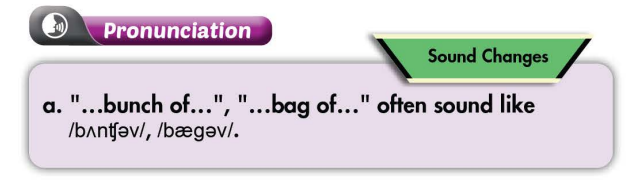 Pronunciation
Sound Changes
a. "...bunch of...", "...bag of..." often sound like
/bʌntʃəv/, /bægəv/.